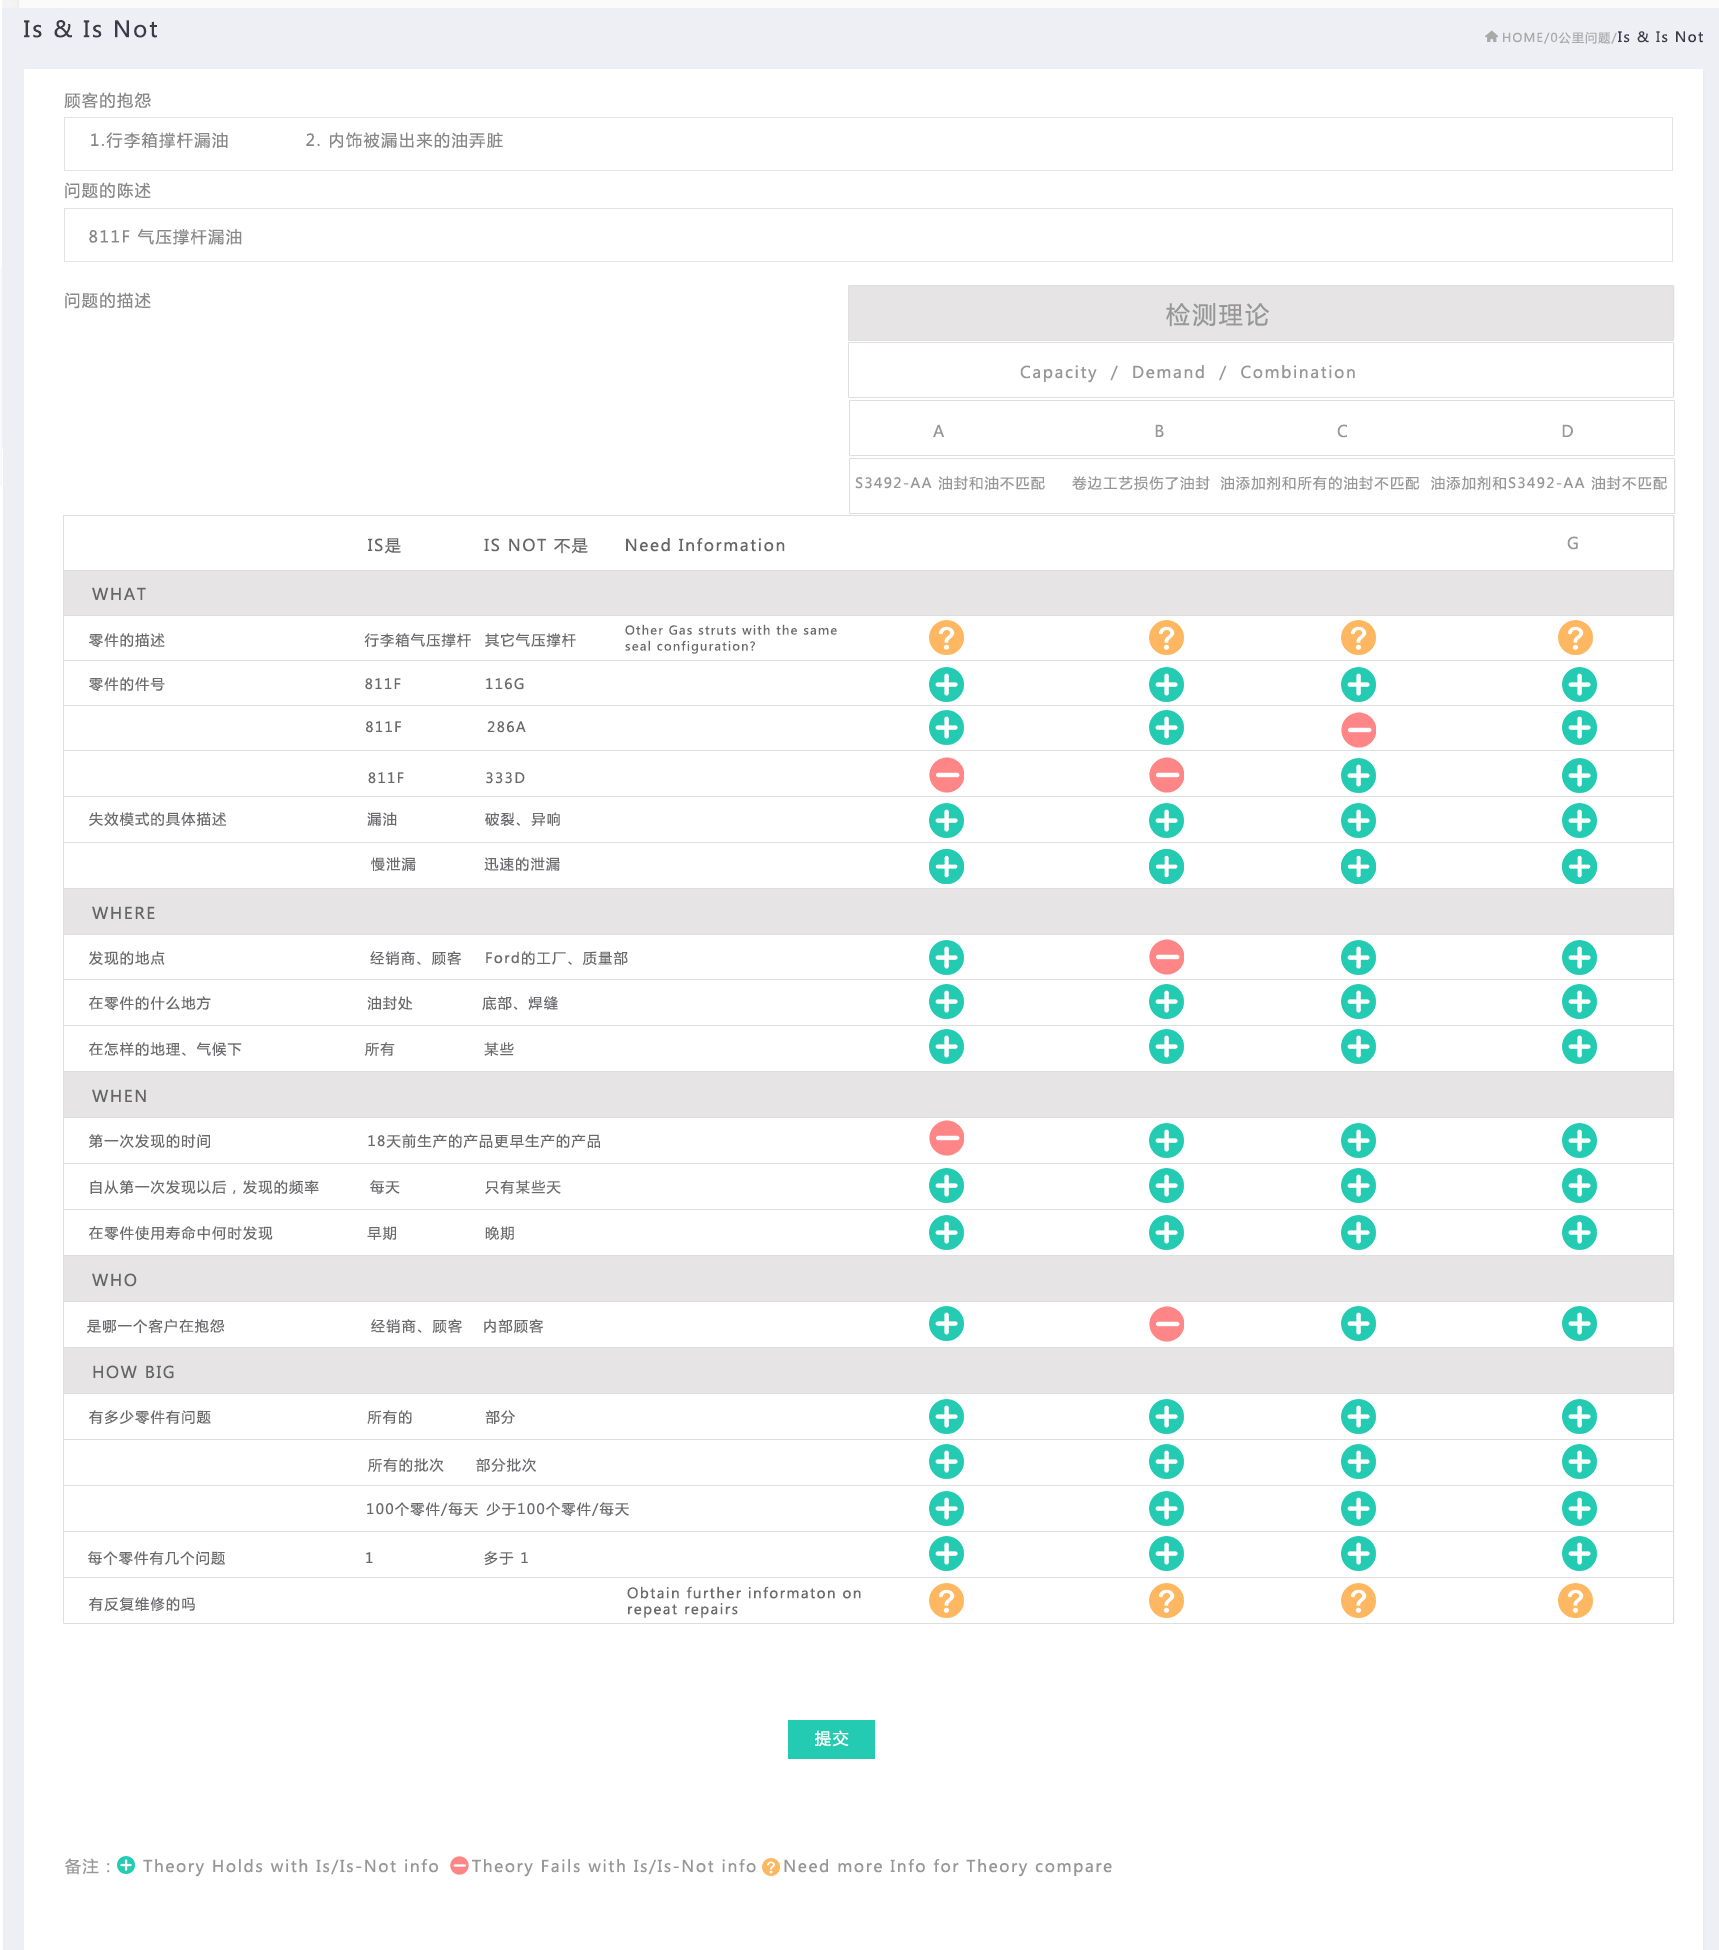 Is & Is Not
HOME/0公里问题/Is & Is Not
顾客的抱怨
1.行李箱撑杆漏油 2. 内饰被漏出来的油弄脏
问题的陈述
811F 气压撑杆漏油
问题的描述
检测理论
Capacity / Demand / Combination
A B C D
S3492-AA 油封和油不匹配 卷边工艺损伤了油封 油添加剂和所有的油封不匹配 油添加剂和S3492-AA 油封不匹配
IS是 IS NOT 不是 Need Information G
WHAT
零件的描述 行李箱气压撑杆 其它气压撑杆 Other Gas struts with the same
seal configuration?
零件的件号 811F 116G
811F 286A
811F 333D
失效模式的具体描述 漏油 破裂、异响
慢泄漏 迅速的泄漏
WHERE
发现的地点 经销商、顾客 Ford的工厂、质量部
在零件的什么地方 油封处 底部、焊缝
在怎样的地理、气候下 所有 某些
WHEN
第一次发现的时间 18天前生产的产品更早生产的产品
自从第一次发现以后，发现的频率 每天 只有某些天
在零件使用寿命中何时发现 早期 晚期
WHO
是哪一个客户在抱怨 经销商、顾客 内部顾客
HOW BIG
有多少零件有问题 所有的 部分
所有的批次 部分批次
100个零件/每天 少于100个零件/每天
每个零件有几个问题 1 多于 1
有反复维修的吗 Obtain further informaton on
repeat repairs
提交
备注： Theory Holds with Is/Is-Not info Theory Fails with Is/Is-Not info Need more Info for Theory compare